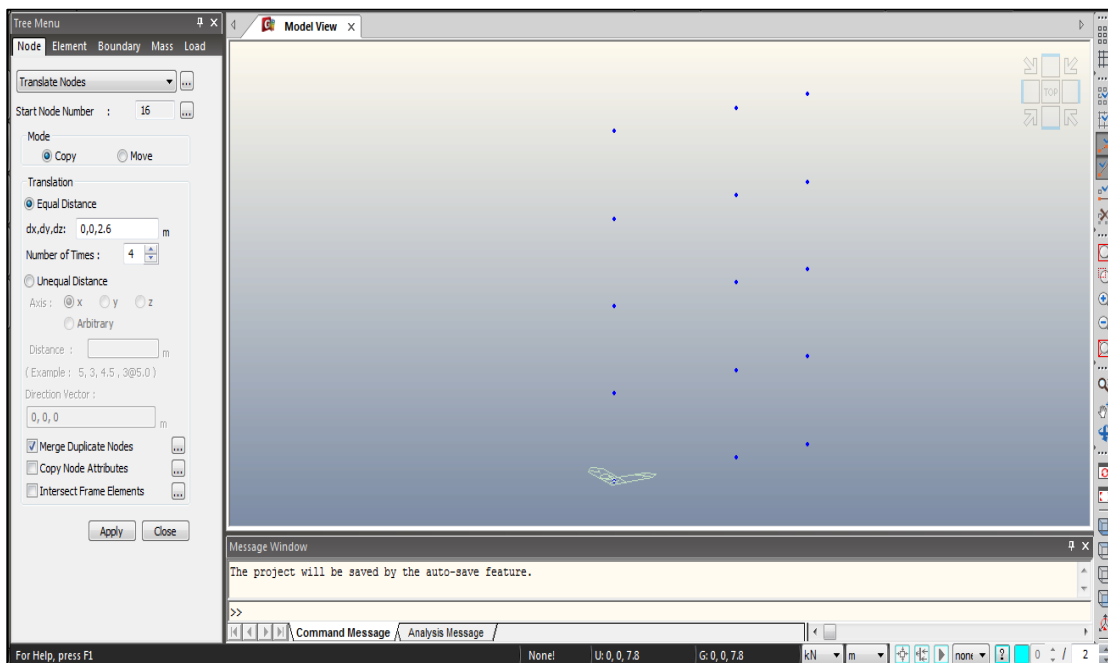 Tree Menu
Node Element Boundary Mass Load
Translate Nodes
...
Start Node Number : 16 ...
Mode
Copy Move
Translation
Equal Distance
dx,dy,dz: 0,0,2.6 m
Number of Times : 4
Unequal Distance
Axis : x y z
Arbitrary
Distance : m
( Example : 5, 3, 4.5 , 3@5.0 )
Direction Vector :
0, 0, 0 m
Merge Duplicate Nodes ...
Copy Node Attributes ...
Intersect Frame Elements ...
Apply Close
Model View X
TOP
Message Window
The project will be saved by the auto-save feature.
>>
Command Message Analysis Message
For Help, press F1 None! U: 0, 0, 7.8 G: 0, 0, 7.8 kN m none ? 0 / 2